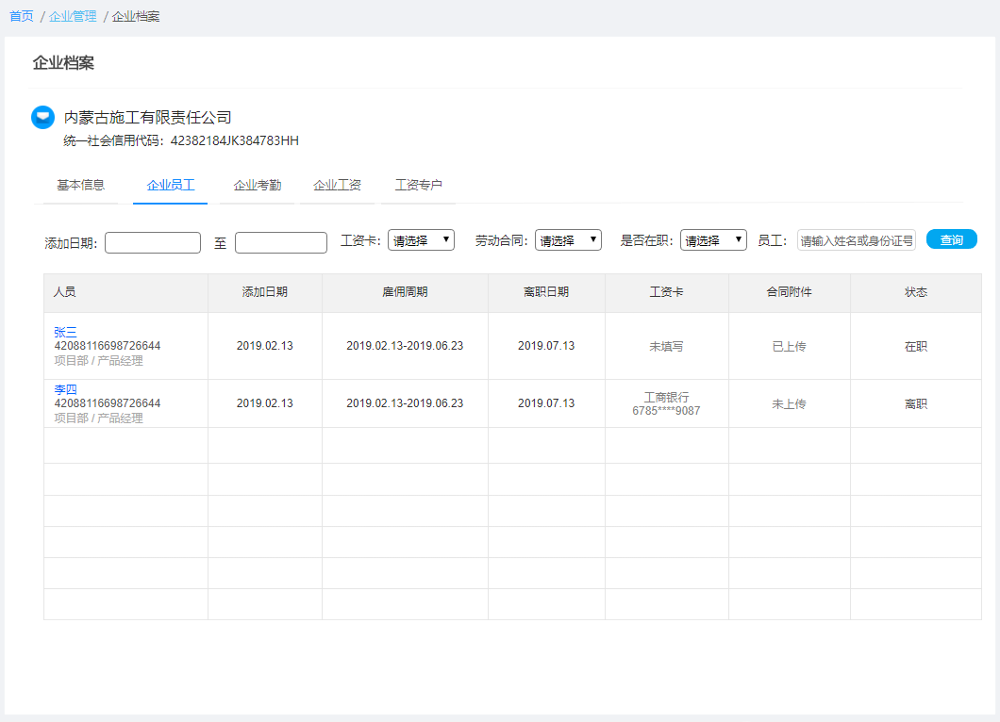 首页 / 企业管理 / 企业档案
企业档案
内蒙古施工有限责任公司
统一社会信用代码：42382184JK384783HH
基本信息 企业员工 企业考勤 企业工资 工资专户
添加日期: 至 工资卡: 请选择 劳动合同: 请选择 是否在职: 请选择 员工: 请输入姓名或身份证号 查询
人员 添加日期 雇佣周期 离职日期 工资卡 合同附件 状态
张三
42088116698726644 2019.02.13 2019.02.13-2019.06.23 2019.07.13 未填写 已上传 在职
项目部 / 产品经理
李四
42088116698726644 2019.02.13 2019.02.13-2019.06.23 2019.07.13 工商银行 未上传 离职
项目部 / 产品经理 6785****9087